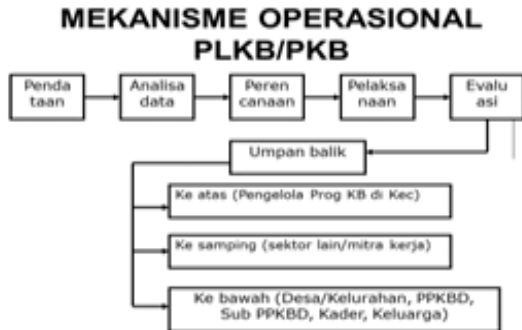 MEKANISME OPERASIONAL
PLKB/PKB
Penda
taan
Analisa
data
Peren
canaan
Pelaksa
naan
Evalu
asi
Umpan balik
Ke atas (Pengelola Prog KB di Kec)
Ke samping (sektor lain/mitra kerja)
Ke bawah (Desa/Kelurahan, PPKBD,
Sub PPKBD, Kader, Keluarga)